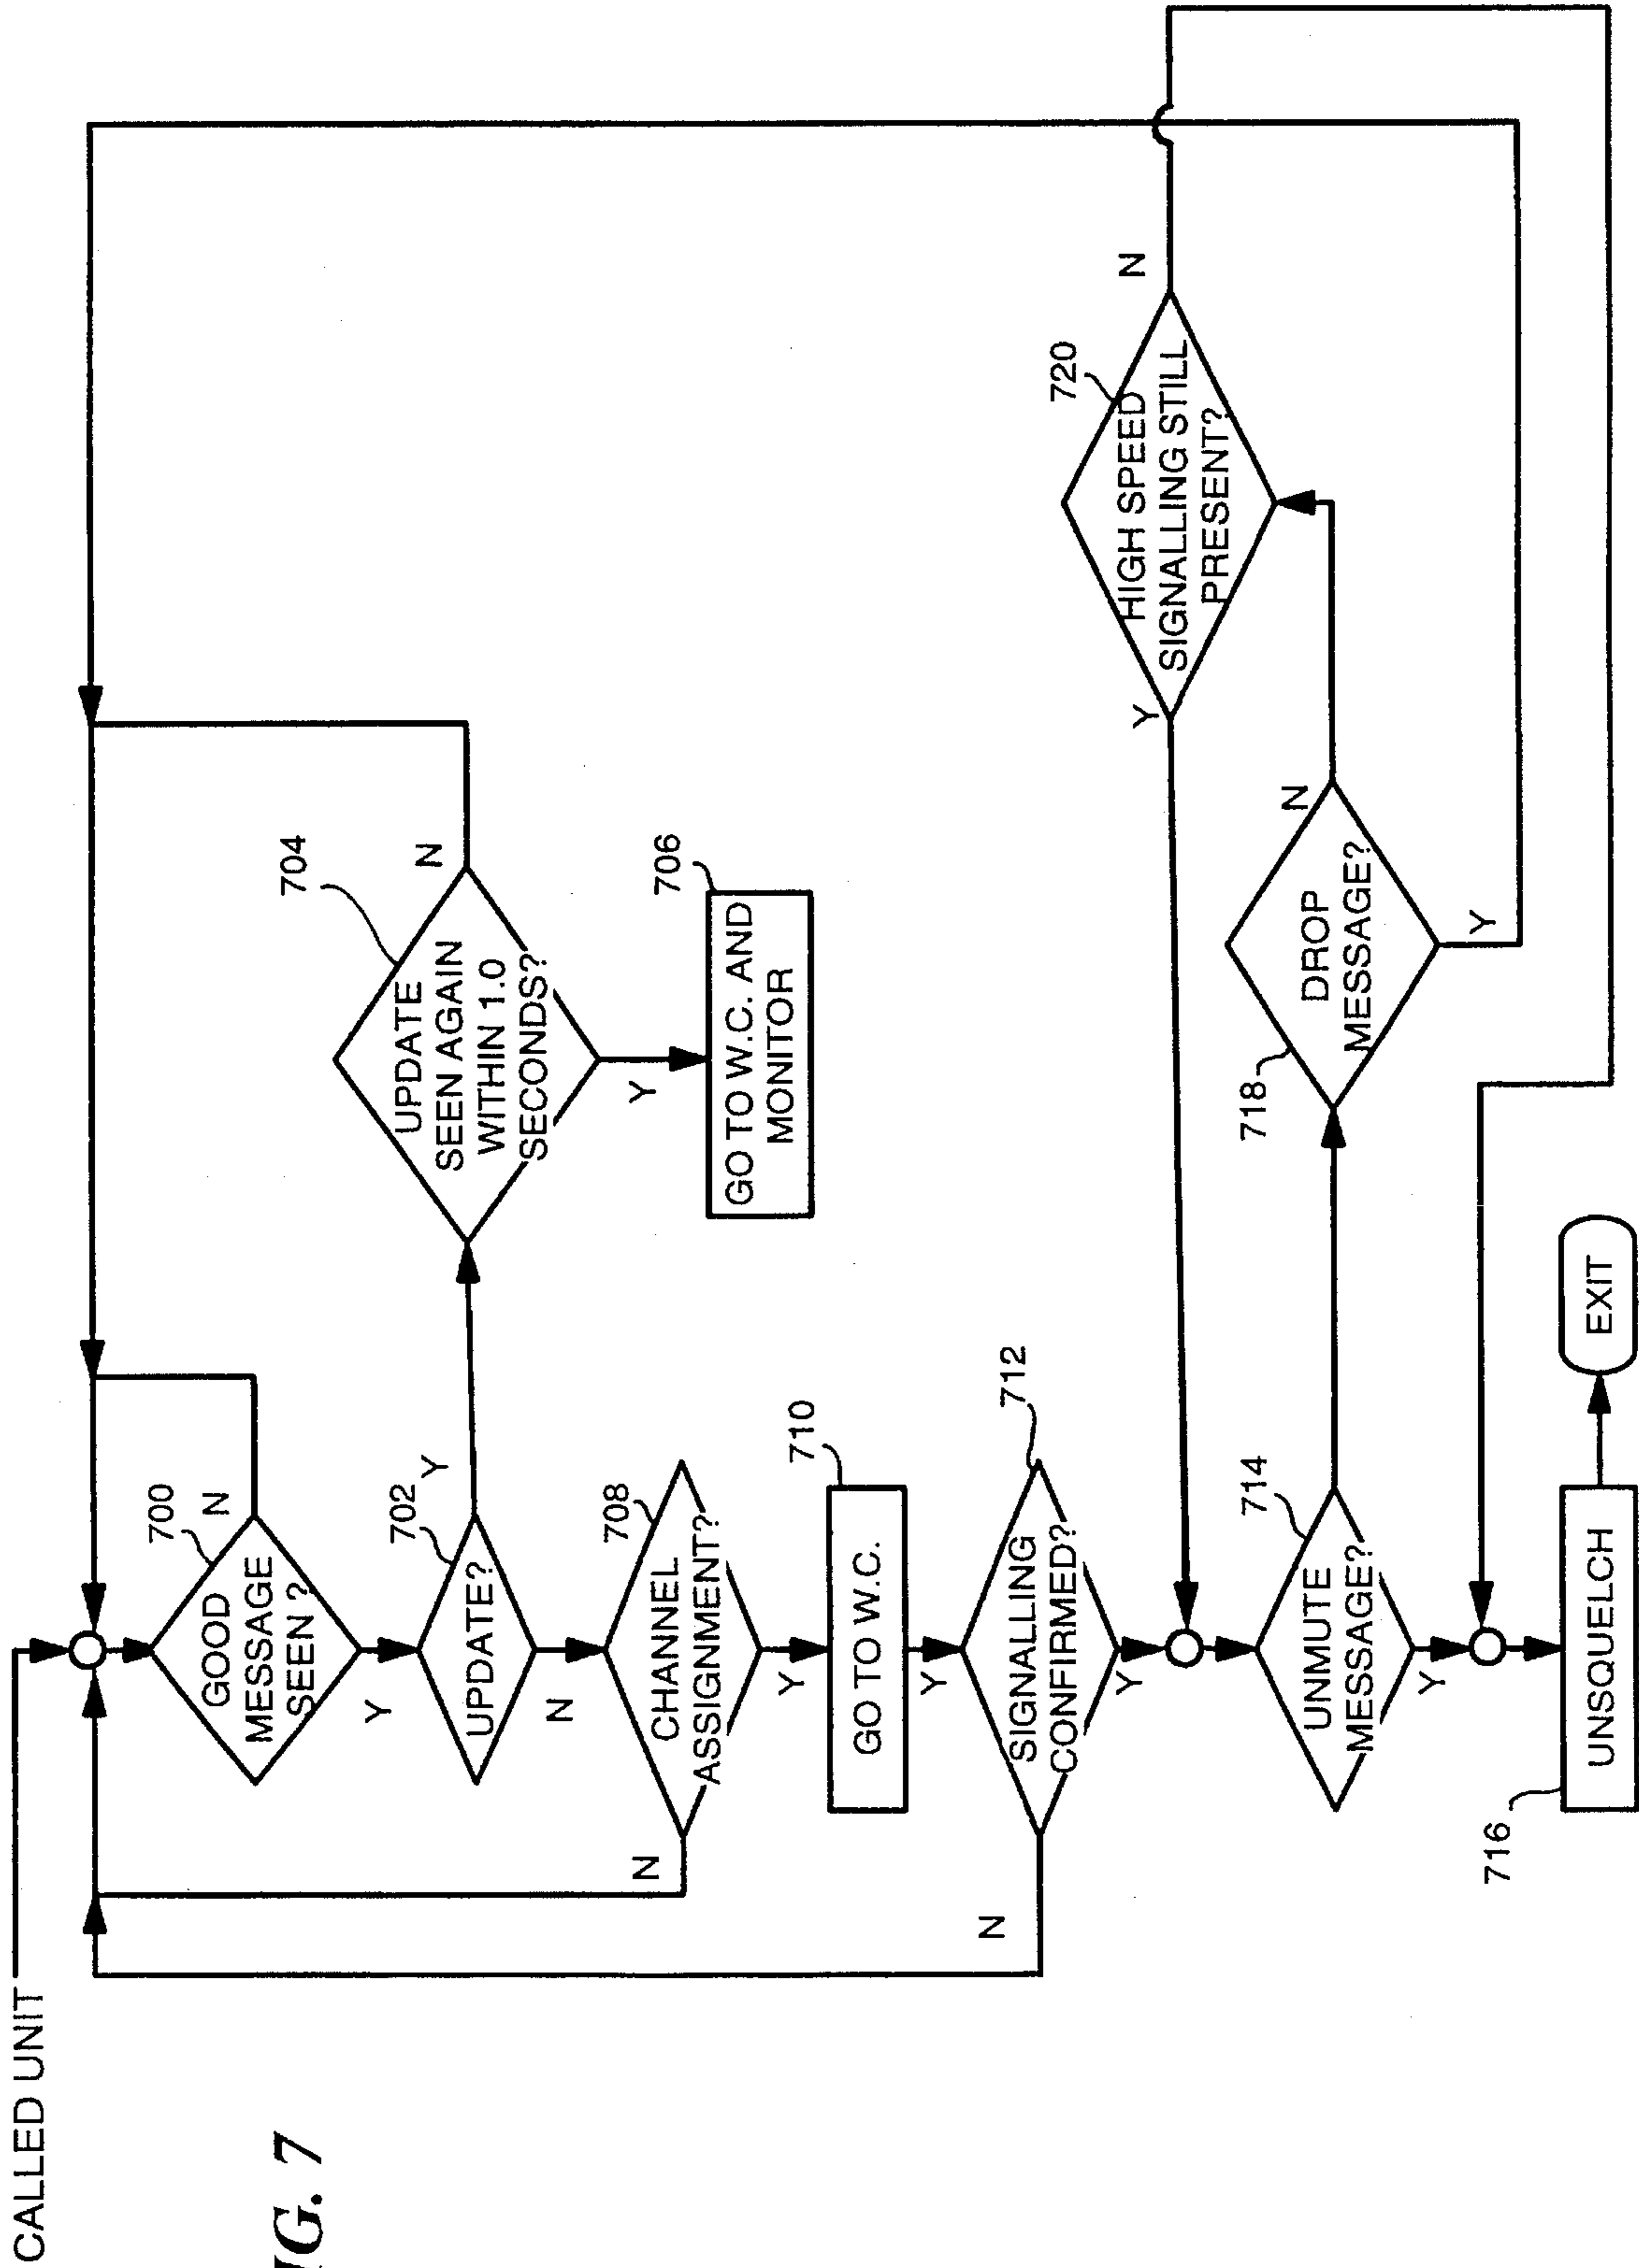 CALLED UNIT
IG. 7
700
GOOD
MESSAGE
SEEN ?
N
Y
702
UPDATE?
Y
N
704
UPDATE
SEEN AGAIN
WITHIN 1.0
SECONDS?
N
Y
706
GO TO W.C. AND
MONITOR
708
CHANNEL
ASSIGNMENT?
N
Y
710
GO TO W.C.
Y
712
SIGNALLING
CONFIRMED?
N
Y
714
UNMUTE
MESSAGE?
Y
718
DROP
MESSAGE?
N
Y
720
HIGH SPEED
SIGNALLING STILL
PRESENT?
Y
N
716
UNSQUELCH
EXIT